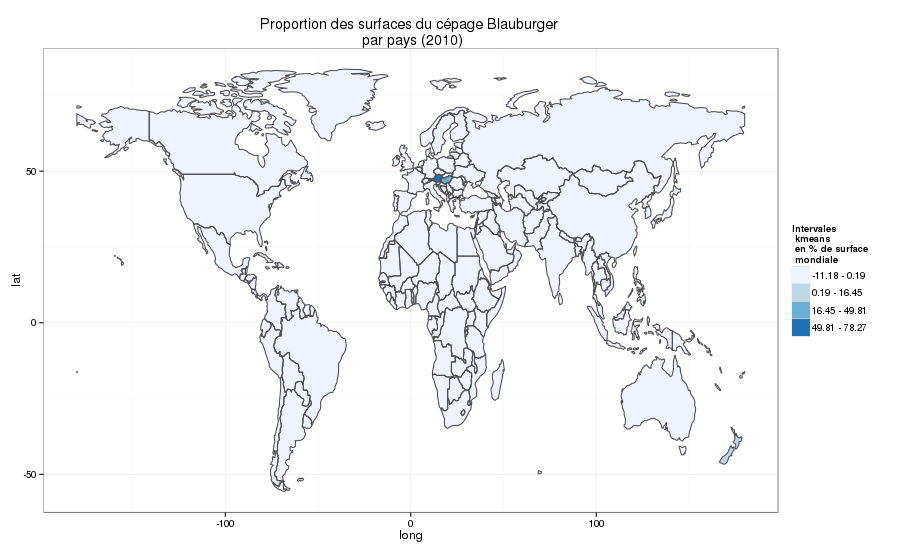 Proportion des surfaces du cépage Blauburger
par pays (2010)
50
0
-50
lat
-100
0
100
long
Intervales
kmeans
en % de surface
mondiale
-11.18 - 0.19
0.19 - 16.45
16.45 - 49.81
49.81 - 78.27